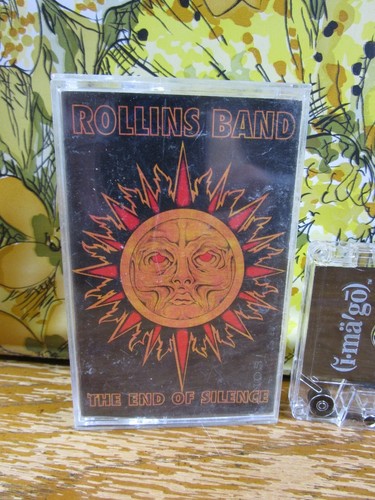 ROLLINS BAND
THE END OF SILENCE
(ĭ-mä′gō)